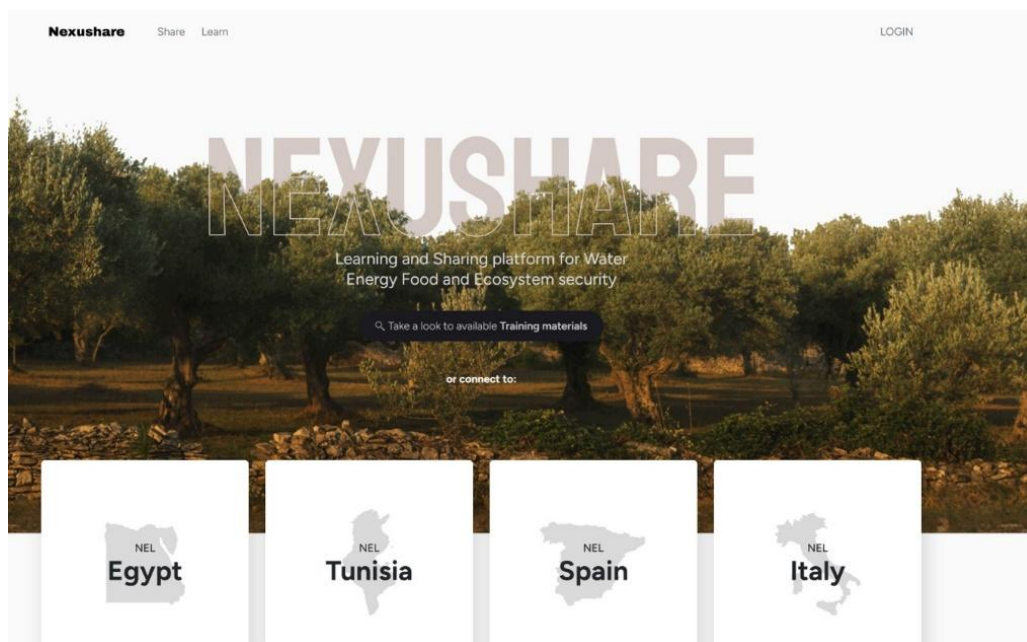 Nexushare
Share
Learn
LOGIN
NEXUSHARE
Learning and Sharing platform for Water
Energy Food and Ecosystem security
Take a look to available Training materials
or connect to:
NEL
Egypt
NEL
Tunisia
NEL
Spain
NEL
Italy